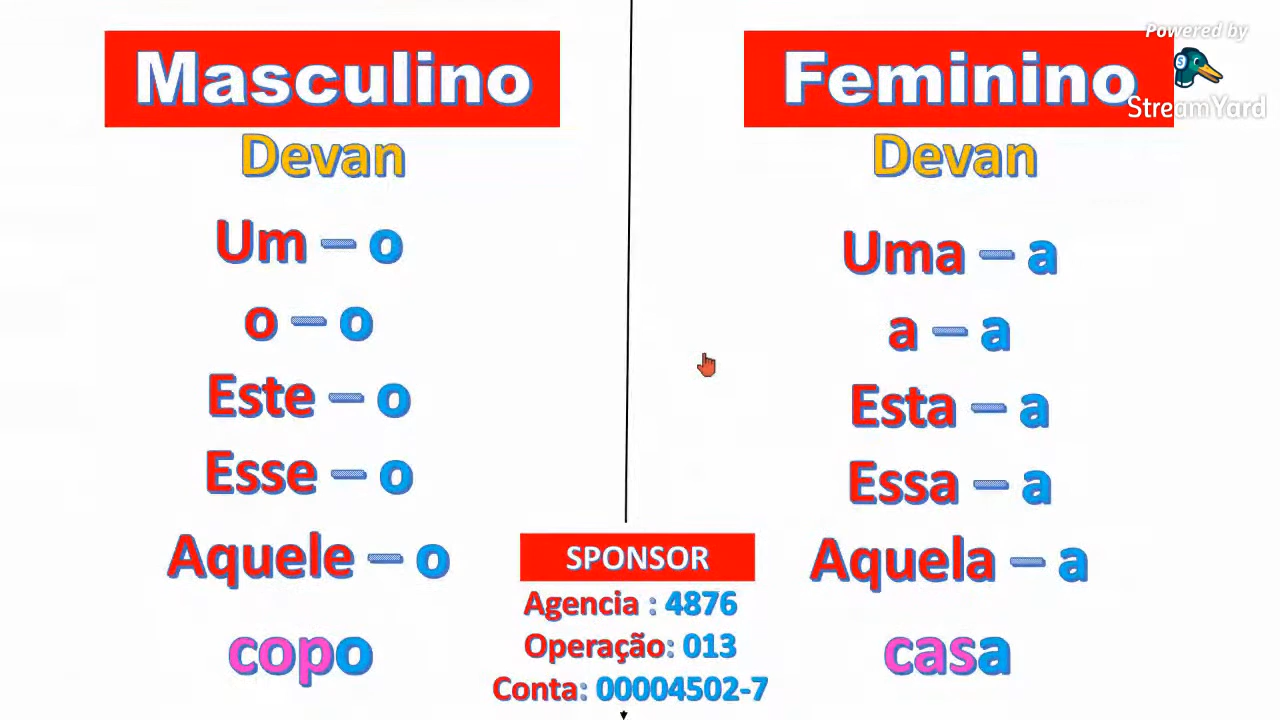 Masculino
Devan
Um – o
o – o
Este – o
Esse – o
Aquele – o
copo
Feminino
Devan
Uma – a
a – a
Esta – a
Essa – a
Aquela – a
casa
SPONSOR
Agencia : 4876
Operação: 013
Conta: 00004502-7
Powered by
StreamYard